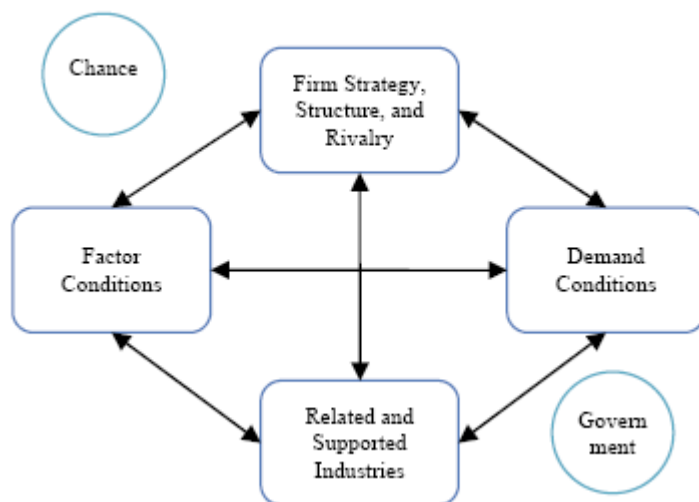 Chance
Firm Strategy,
Structure, and
Rivalry
Factor
Conditions
Demand
Conditions
Related and
Supported
Industries
Govern
ment